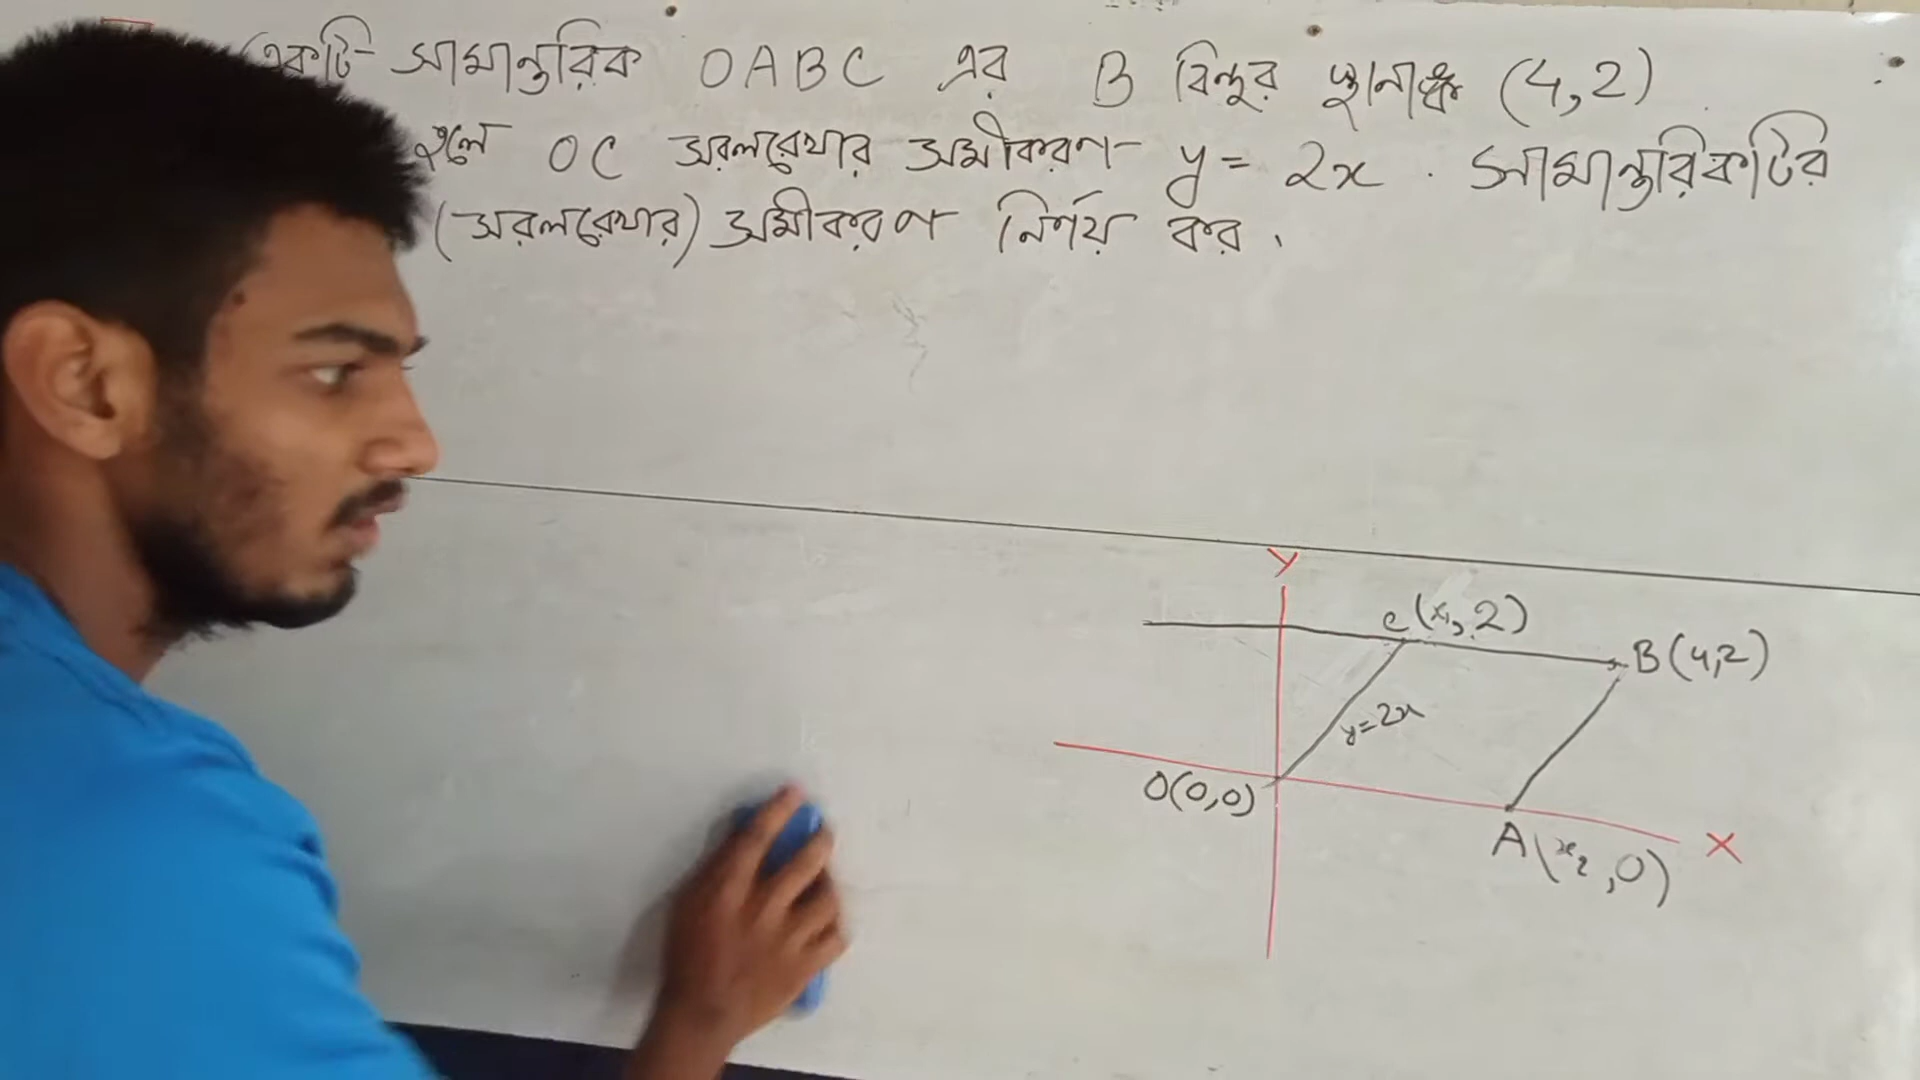 একটি সামান্তরিক OABC এর B বিন্দুর স্থানাঙ্ক (4,2)
হলে OC সরলরেখার সমীকরণ y = 2x . সামান্তরিকটির
(সরলরেখার) সমীকরণ নির্ণয় কর .
Y
C(x₁, 2)
B(4,2)
y=2x
O(0,0)
A(x₂,0)
X